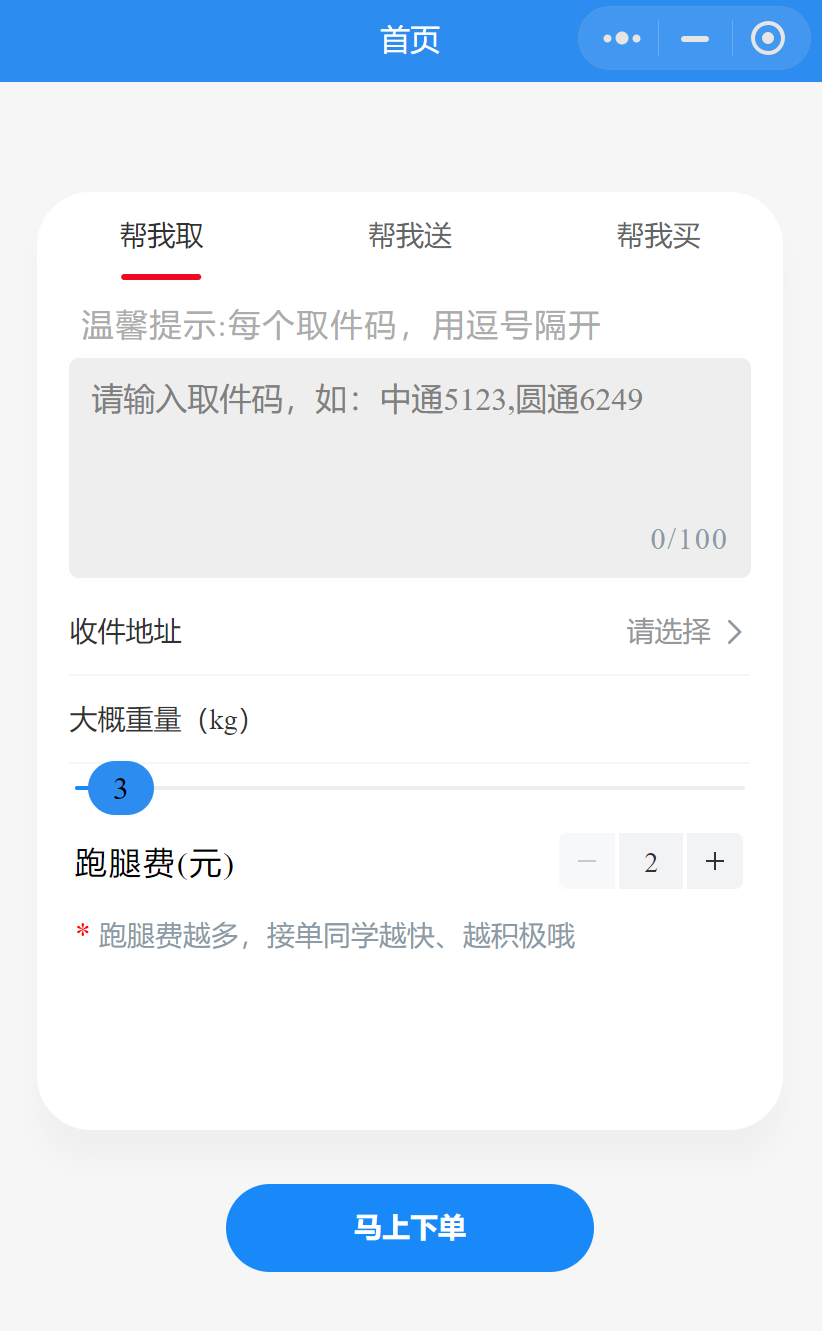 首页
帮我取 帮我送 帮我买
温馨提示:每个取件码，用逗号隔开
请输入取件码，如：中通5123,圆通6249
0/100
收件地址 请选择
大概重量（kg）
3
跑腿费(元) 2
* 跑腿费越多，接单同学越快、越积极哦
马上下单